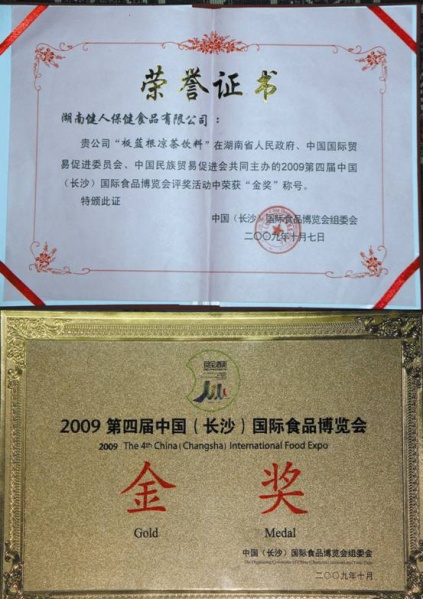 荣誉证书
湖南健人保健食品有限公司：
贵公司“板蓝根凉茶饮料”在湖南省人民政府、中国国际贸
易促进委员会、中国民族贸易促进会共同主办的2009第四届中国
（长沙）国际食品博览会评奖活动中荣获“金奖”称号。
特颁此证
中国（长沙）国际食品博览会组委会
二〇〇九年十月七日
2009 第四届中国（长沙）国际食品博览会
2009 The 4th China(Changsha) International Food Expo
金 奖
Gold Medal
中国（长沙）国际食品博览会组委会
二〇〇九年十月